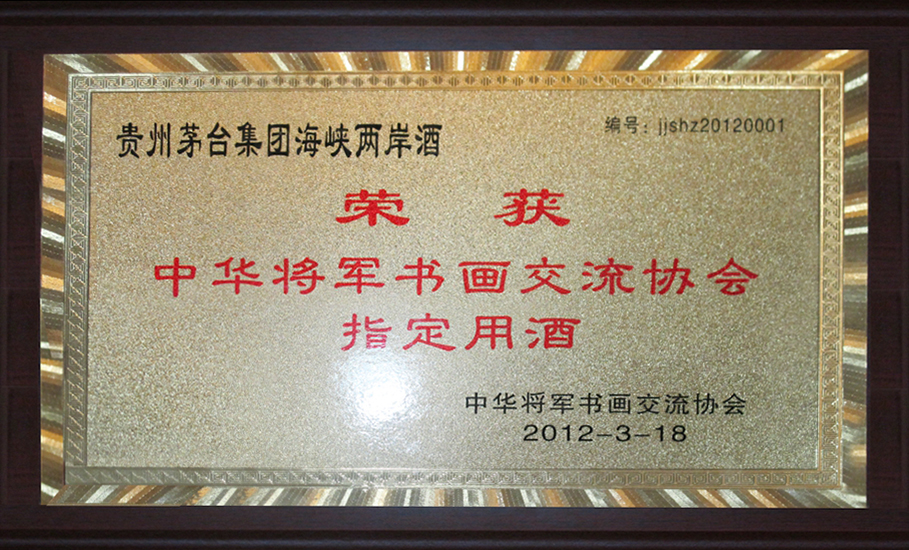 贵州茅台集团海峡两岸酒
编号：jjshz20120001
荣 获
中华将军书画交流协会
指定用酒
中华将军书画交流协会
2012-3-18